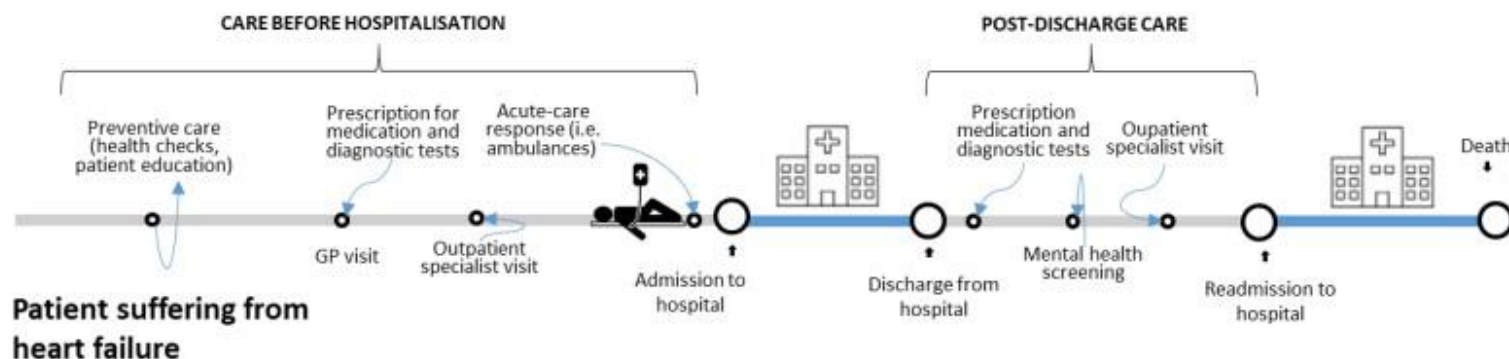 CARE BEFORE HOSPITALISATION
POST-DISCHARGE CARE
Preventive care
(health checks,
patient education)
Prescription for
medication and
diagnostic tests
Acute-care
response (i.e.
ambulances)
Prescription
medication and
diagnostic tests
Oupatient
specialist visit
Death
GP visit
Outpatient
specialist visit
Admission to
hospital
Discharge from
hospital
Mental health
screening
Readmission to
hospital
Patient suffering from
heart failure